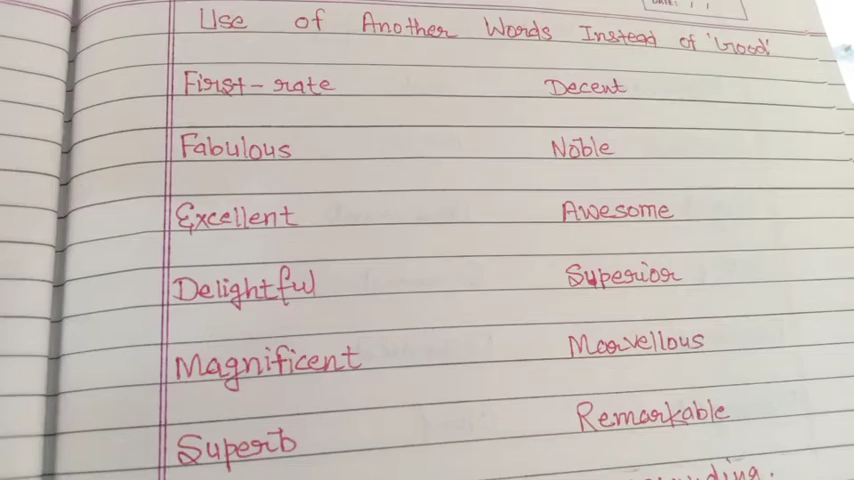 DATE: / /
Use of Another Words Instead of 'Good'
First-rate Decent
Fabulous Noble
Excellent Awesome
Delightful Superior
Magnificent Marvellous
Superb Remarkable